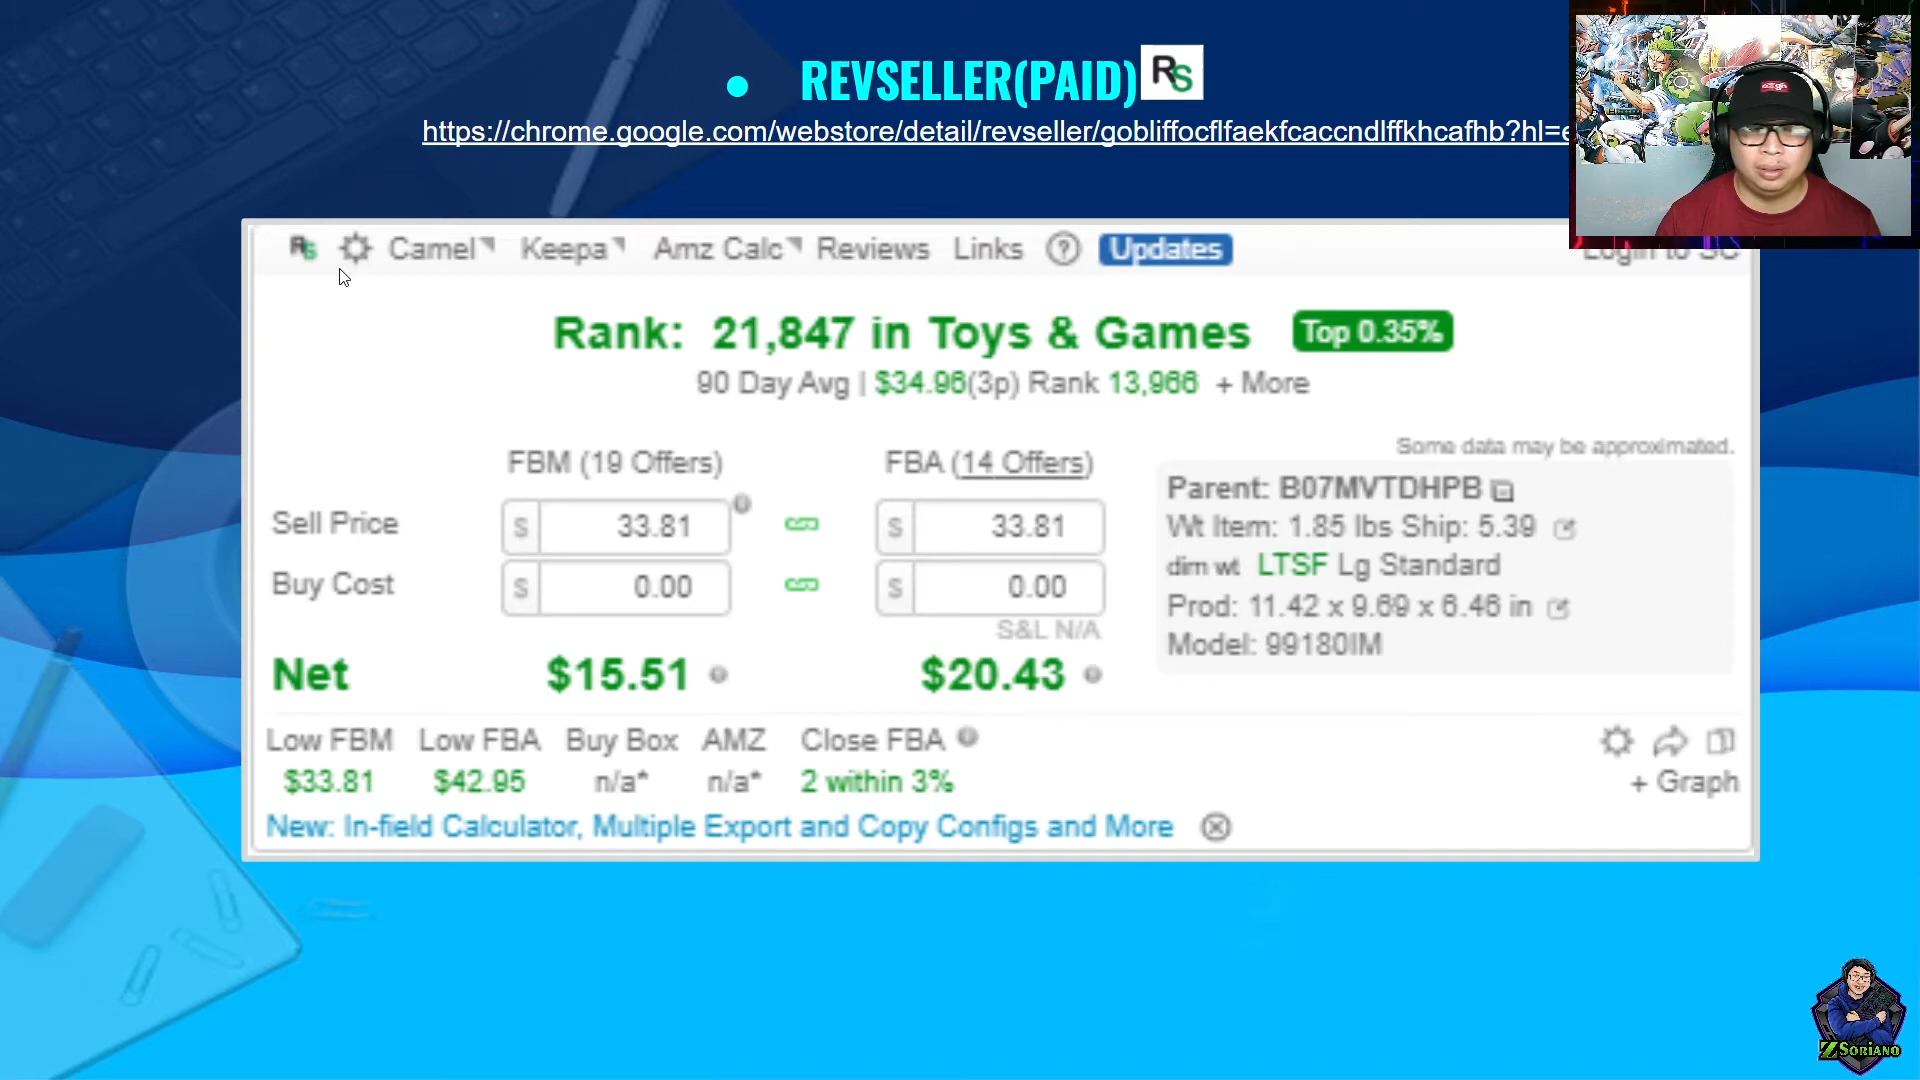 ● REVSELLER(PAID) RS
https://chrome.google.com/webstore/detail/revseller/gobliffocflfaekfcaccndlffkhcafhb?hl=e
RS Camel Keepa Amz Calc Reviews Links ? Updates Login to SC
Rank: 21,847 in Toys & Games Top 0.35%
90 Day Avg | $34.96(3p) Rank 13,966 + More
Some data may be approximated.
FBM (19 Offers) FBA (14 Offers)
Sell Price $ 33.81 $ 33.81
Buy Cost $ 0.00 $ 0.00
S&L N/A
Net $15.51 $20.43
Parent: B07MVTDHPB
Wt Item: 1.85 lbs Ship: 5.39
dim wt LTSF Lg Standard
Prod: 11.42 x 9.69 x 6.46 in
Model: 99180IM
Low FBM Low FBA Buy Box AMZ Close FBA
$33.81 $42.95 n/a* n/a* 2 within 3%
+ Graph
New: In-field Calculator, Multiple Export and Copy Configs and More
ZSORIANO